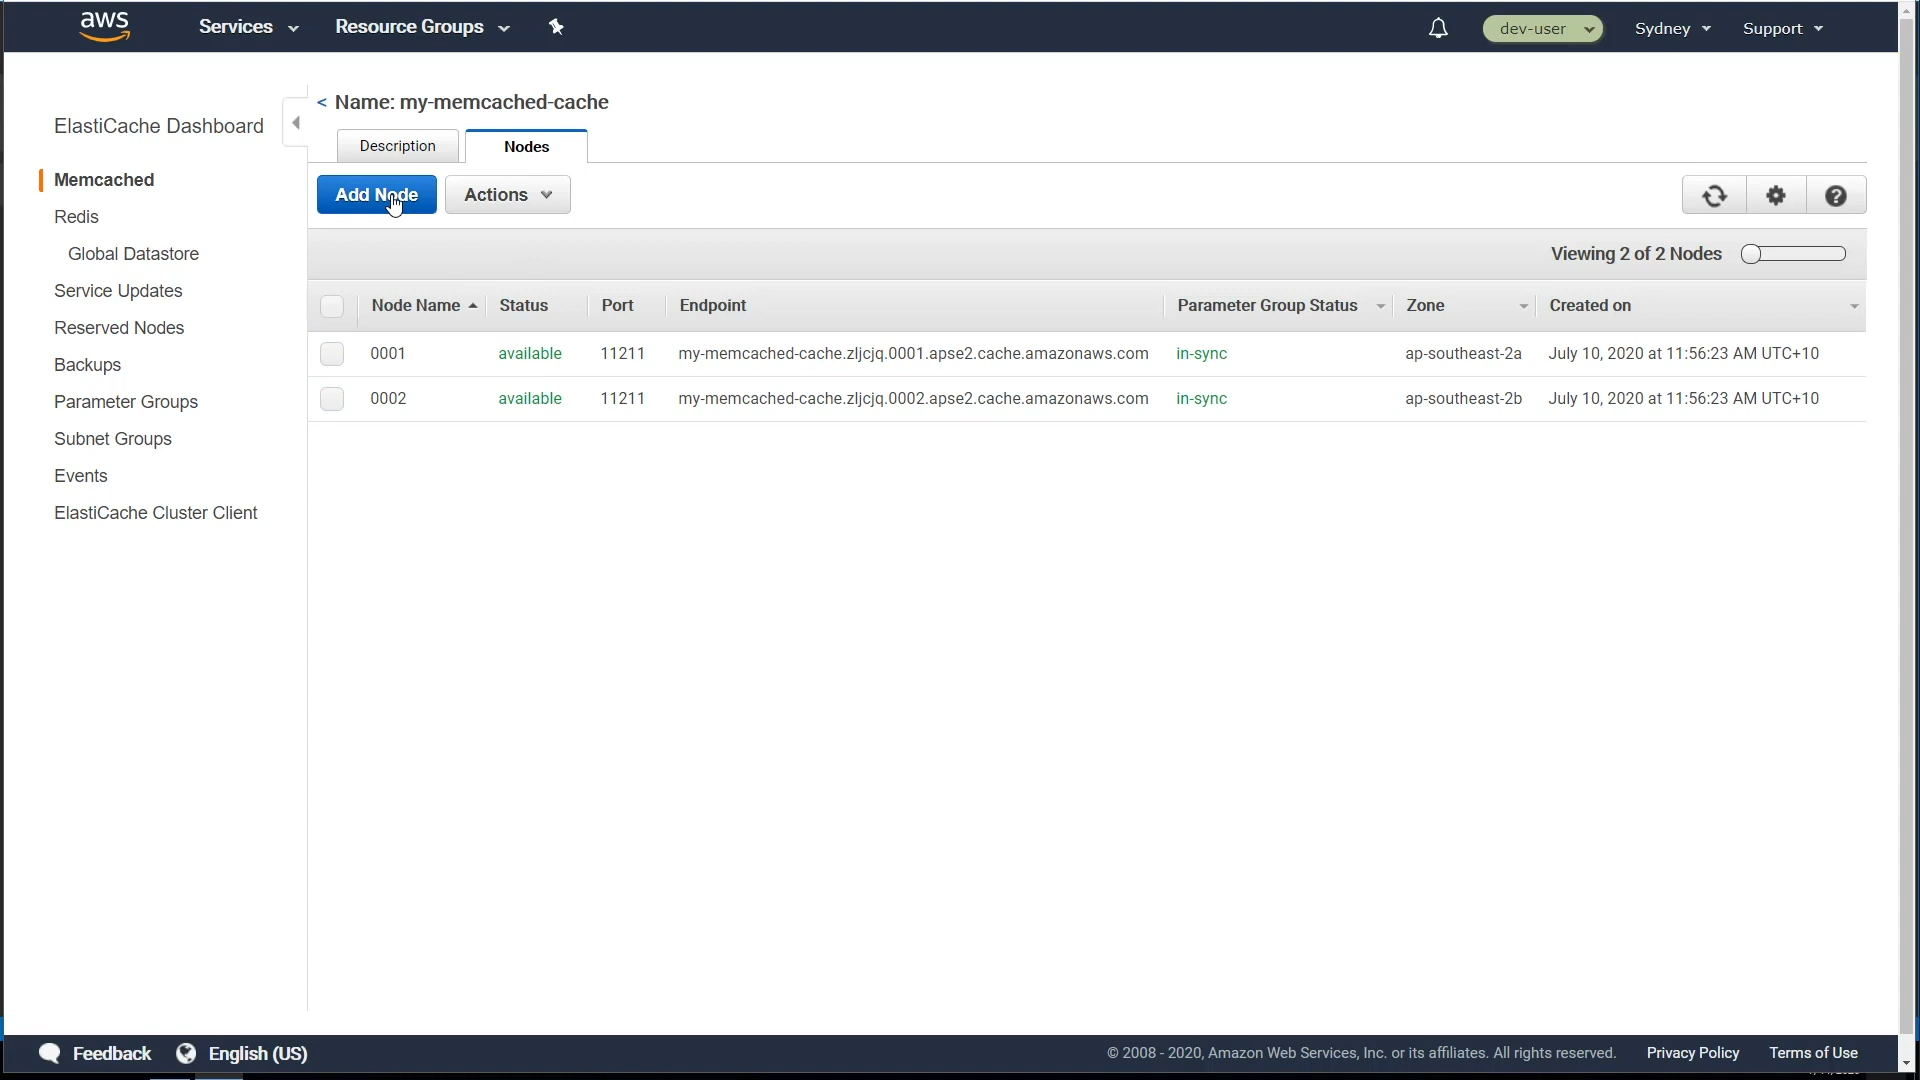 aws Services Resource Groups dev-user Sydney Support
ElastiCache Dashboard
Memcached
Redis
Global Datastore
Service Updates
Reserved Nodes
Backups
Parameter Groups
Subnet Groups
Events
ElastiCache Cluster Client
< Name: my-memcached-cache
Description Nodes
Add Node Actions
Viewing 2 of 2 Nodes
Node Name Status Port Endpoint Parameter Group Status Zone Created on
0001 available 11211 my-memcached-cache.zljcjq.0001.apse2.cache.amazonaws.com in-sync ap-southeast-2a July 10, 2020 at 11:56:23 AM UTC+10
0002 available 11211 my-memcached-cache.zljcjq.0002.apse2.cache.amazonaws.com in-sync ap-southeast-2b July 10, 2020 at 11:56:23 AM UTC+10
Feedback English (US) © 2008 - 2020, Amazon Web Services, Inc. or its affiliates. All rights reserved. Privacy Policy Terms of Use